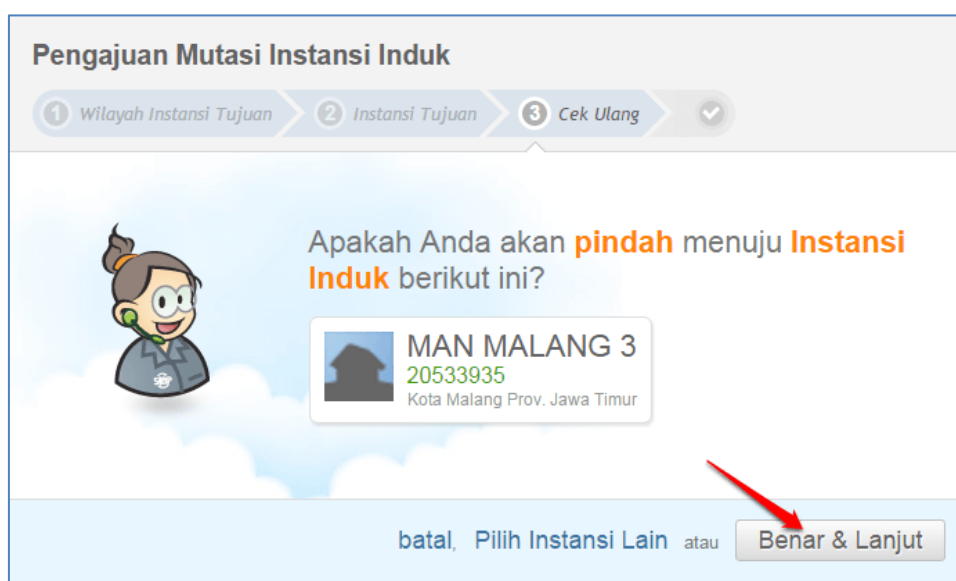 Pengajuan Mutasi Instansi Induk
1 Wilayah Instansi Tujuan 2 Instansi Tujuan 3 Cek Ulang
Apakah Anda akan pindah menuju Instansi
Induk berikut ini?
MAN MALANG 3
20533935
Kota Malang Prov. Jawa Timur
batal, Pilih Instansi Lain atau Benar & Lanjut